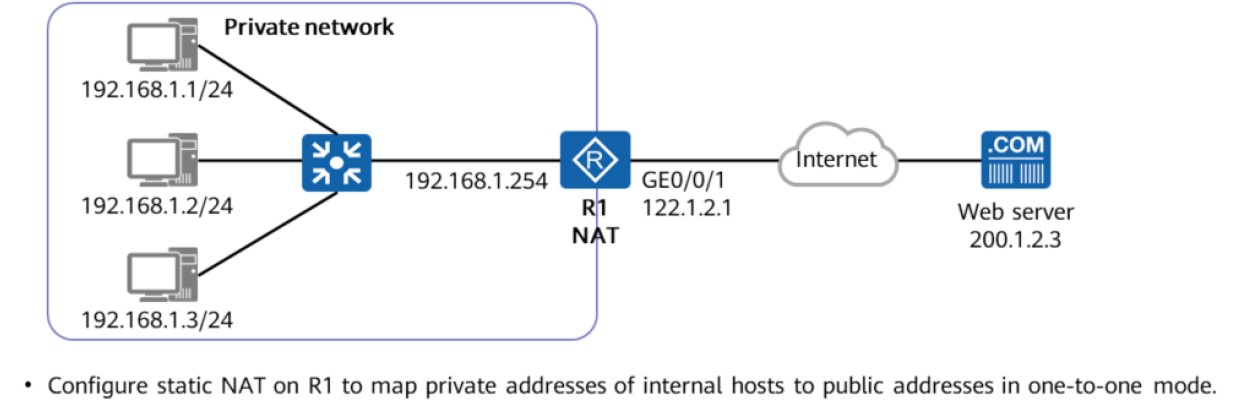 Private network
192.168.1.1/24
192.168.1.2/24
192.168.1.3/24
192.168.1.254
R
R1
NAT
GE0/0/1
122.1.2.1
Internet
.COM
Web server
200.1.2.3
• Configure static NAT on R1 to map private addresses of internal hosts to public addresses in one-to-one mode.